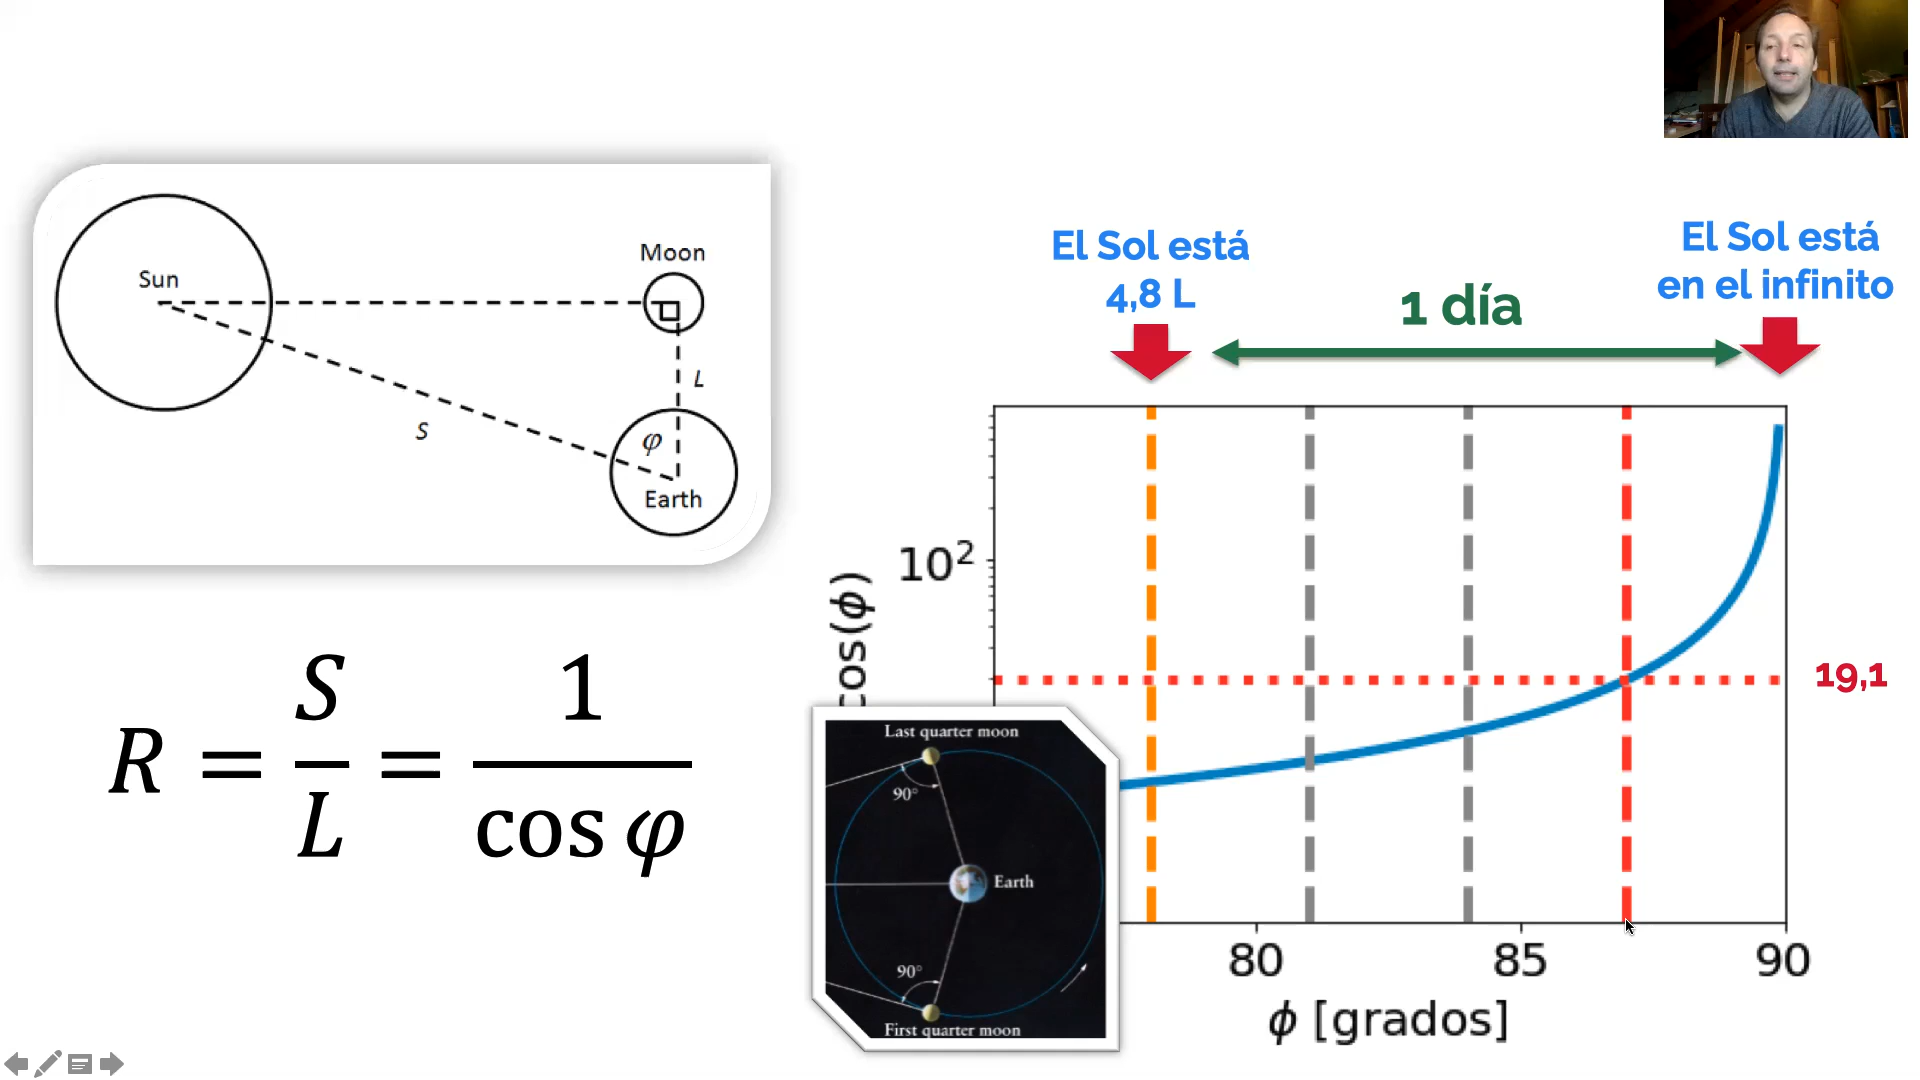 Sun
Moon
L
S
φ
Earth
R = S/L = 1/cos φ
El Sol está
4,8 L
1 día
El Sol está
en el infinito
10²
cos(ϕ)
19,1
80
85
90
ϕ [grados]
Last quarter moon
90°
Earth
90°
First quarter moon